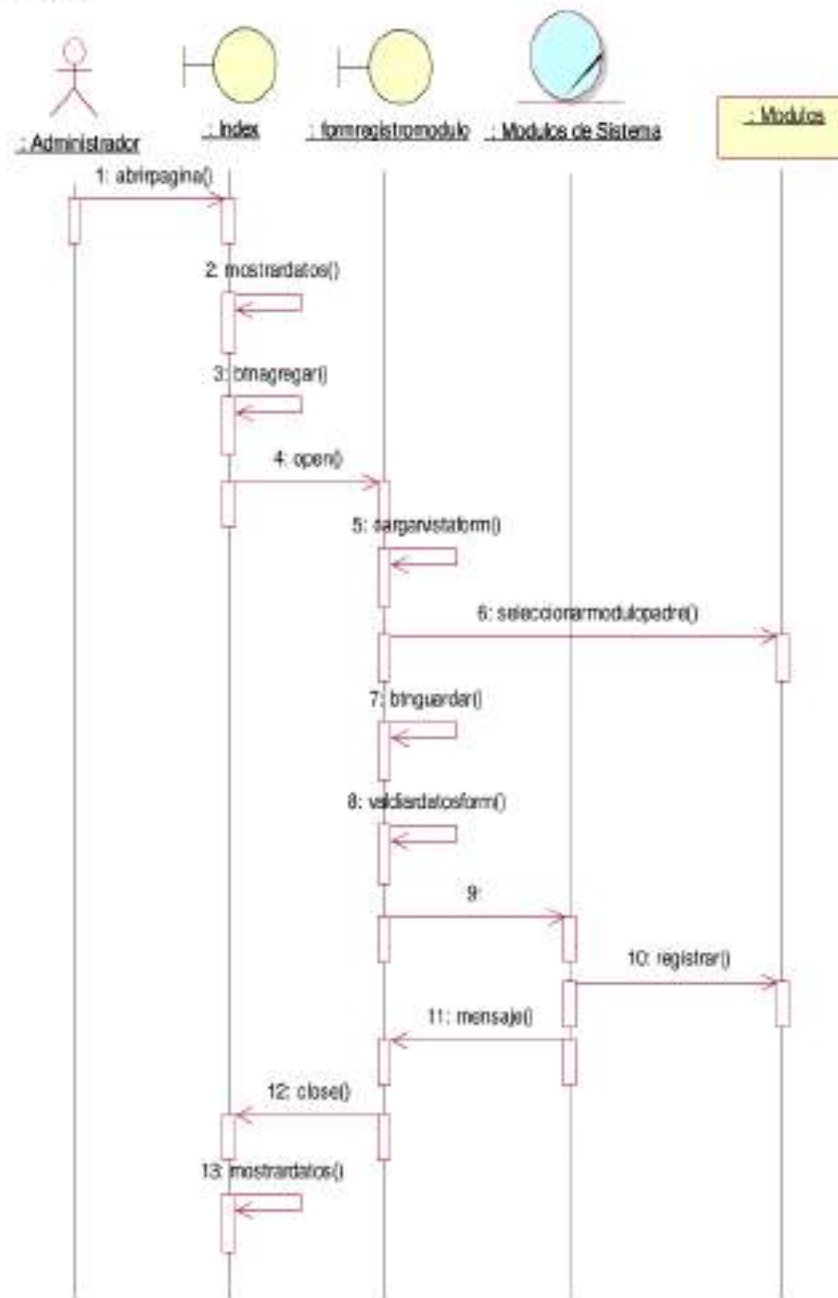 : Administrador
: Index
: formregistromodulo
: Modulos de Sistema
: Modulos
1: abrirpagina()
2: mostrardatos()
3: btnagregar()
4: open()
5: cargarvistaform()
6: seleccionarmodulopadre()
7: btnguardar()
8: valdiardatosform()
9:
10: registrar()
11: mensaje()
12: close()
13: mostrardatos()